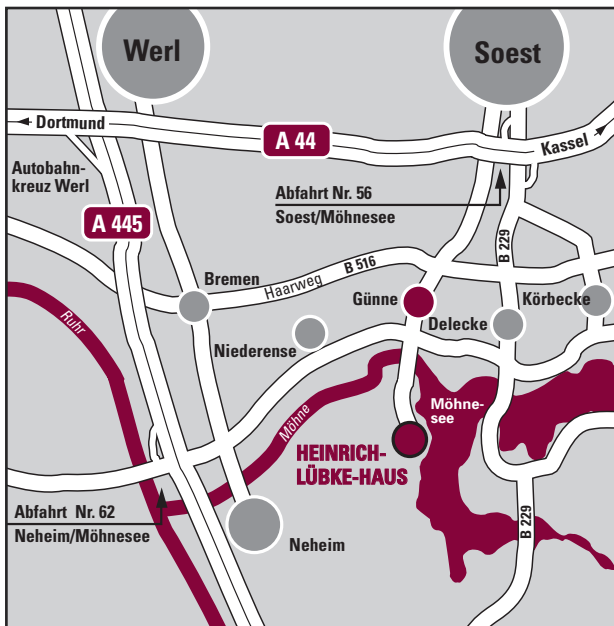 Werl
Soest
Dortmund
A 44
Kassel
Autobahn-
kreuz Werl
Abfahrt Nr. 56
Soest/Möhnesee
A 445
B 229
Bremen
Haarweg
B 516
Günne
Körbecke
Delecke
Ruhr
Niederense
Möhne
Möhne-
see
HEINRICH-
LÜBKE-HAUS
Abfahrt Nr. 62
Neheim/Möhnesee
Neheim
B 229